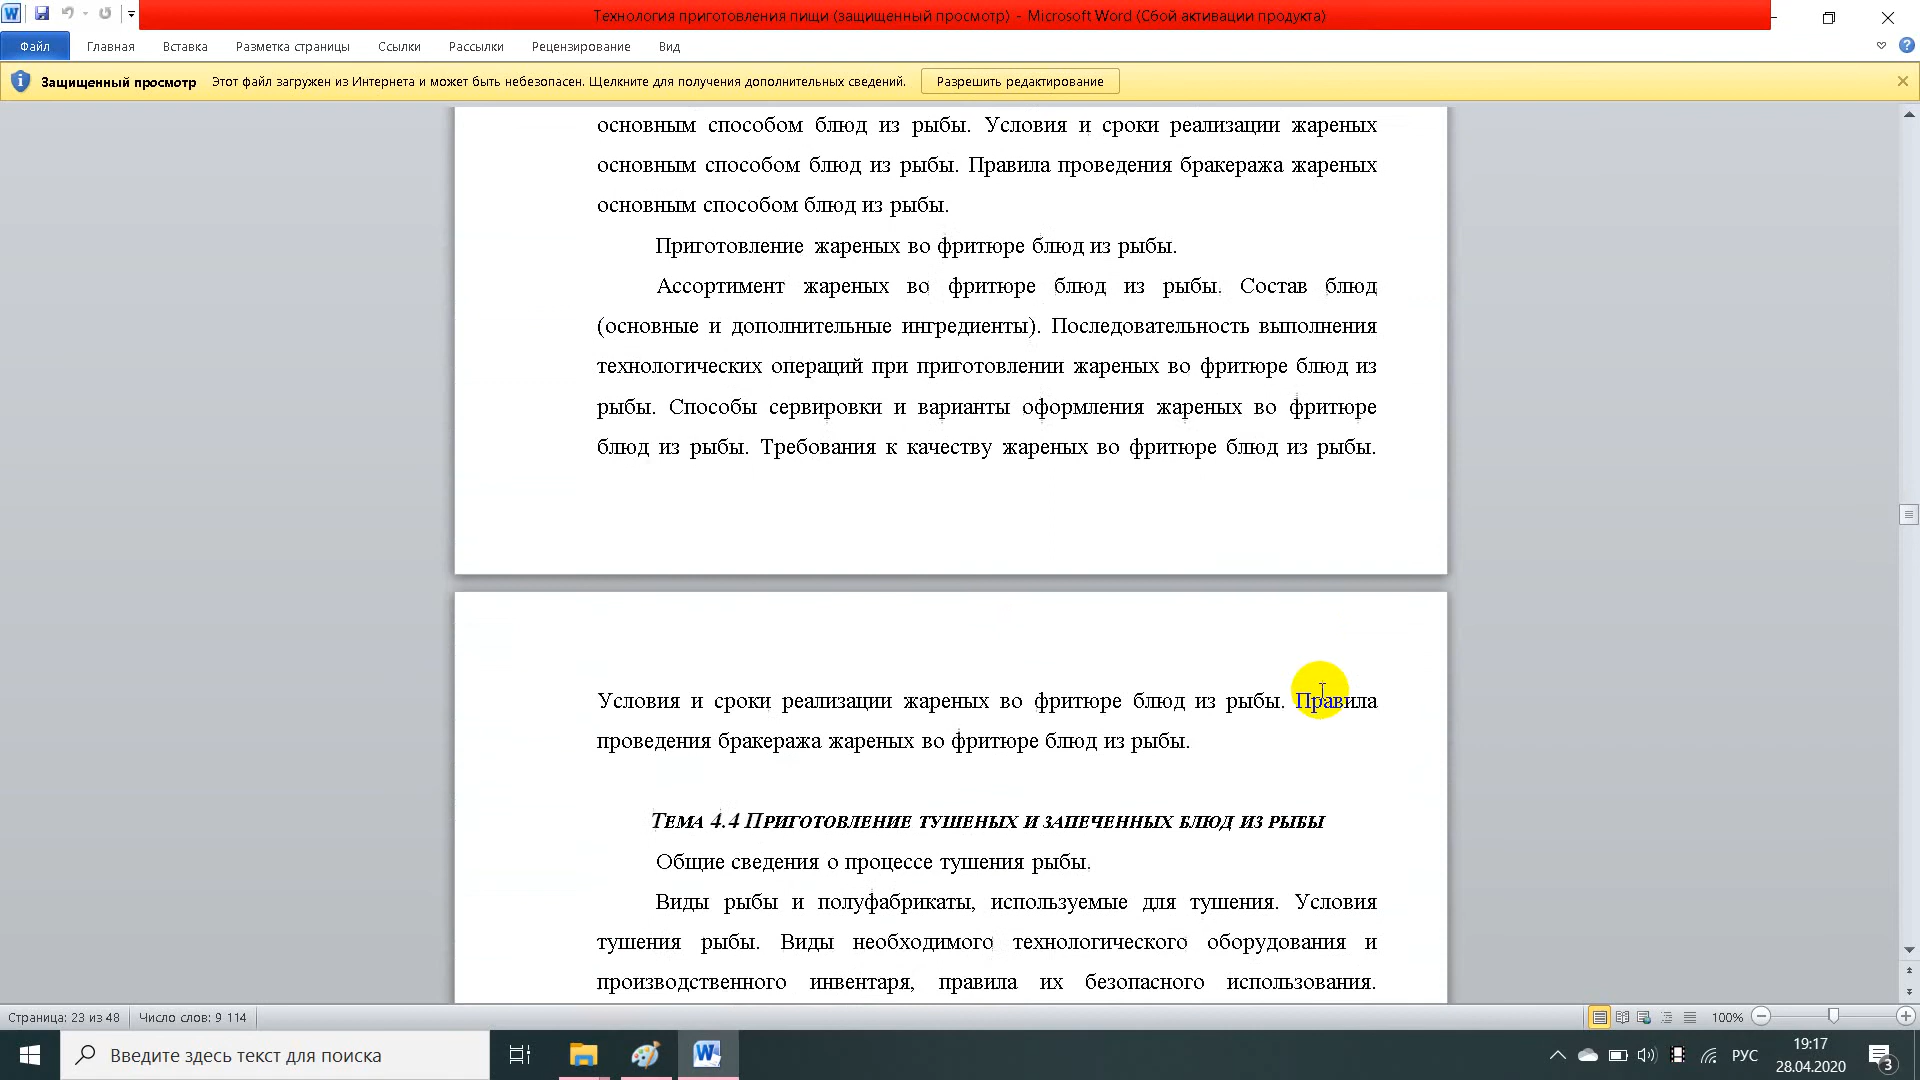 Технология приготовления пищи (защищенный просмотр) - Microsoft Word (Сбой активации продукта)
Файл Главная Вставка Разметка страницы Ссылки Рассылки Рецензирование Вид
Защищенный просмотр Этот файл загружен из Интернета и может быть небезопасен. Щелкните для получения дополнительных сведений. Разрешить редактирование
основным способом блюд из рыбы. Условия и сроки реализации жареных
основным способом блюд из рыбы. Правила проведения бракеража жареных
основным способом блюд из рыбы.
Приготовление жареных во фритюре блюд из рыбы.
Ассортимент жареных во фритюре блюд из рыбы. Состав блюд
(основные и дополнительные ингредиенты). Последовательность выполнения
технологических операций при приготовлении жареных во фритюре блюд из
рыбы. Способы сервировки и варианты оформления жареных во фритюре
блюд из рыбы. Требования к качеству жареных во фритюре блюд из рыбы.
Условия и сроки реализации жареных во фритюре блюд из рыбы. Правила
проведения бракеража жареных во фритюре блюд из рыбы.
Тема 4.4 Приготовление тушеных и запеченных блюд из рыбы
Общие сведения о процессе тушения рыбы.
Виды рыбы и полуфабрикаты, используемые для тушения. Условия
тушения рыбы. Виды необходимого технологического оборудования и
производственного инвентаря, правила их безопасного использования.
Страница: 23 из 48 Число слов: 9 114 100%
Введите здесь текст для поиска РУС 19:17
28.04.2020 3